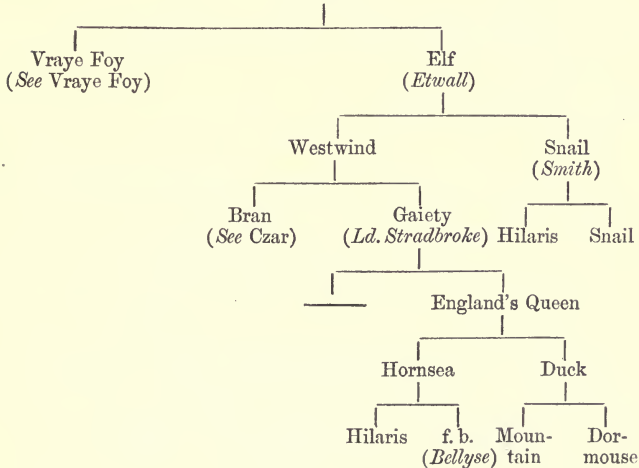 Vraye Foy Elf
(See Vraye Foy) (Etwall)
Westwind Snail
(Smith)
Bran Gaiety Hilaris Snail
(See Czar) (Ld. Stradbroke)
England's Queen
Hornsea Duck
Hilaris f. b. Moun- Dor-
(Bellyse) tain mouse